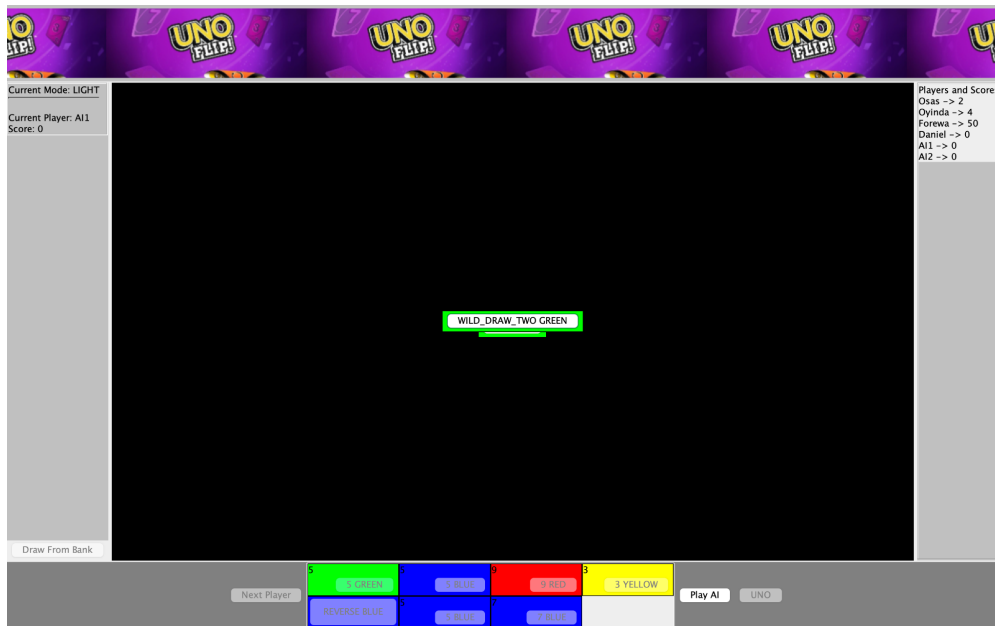 UNO
FLIP!
UNO
FLIP!
UNO
FLIP!
UNO
FLIP!
Current Mode: LIGHT
Current Player: AI1
Score: 0
Players and Score
Osas -> 2
Oyinda -> 4
Forewa -> 50
Daniel -> 0
AI1 -> 0
AI2 -> 0
WILD_DRAW_TWO GREEN
Draw From Bank
Next Player
5
5 GREEN
9
9 RED
3
3 YELLOW
REVERSE BLUE
Play AI
UNO